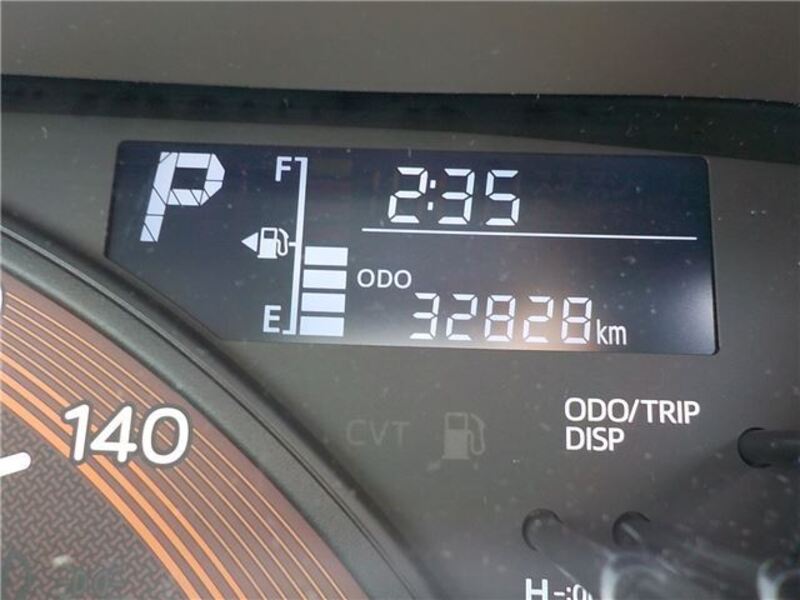 P
F
2:35
ODO
E
32828km
140
CVT
ODO/TRIP
DISP
H